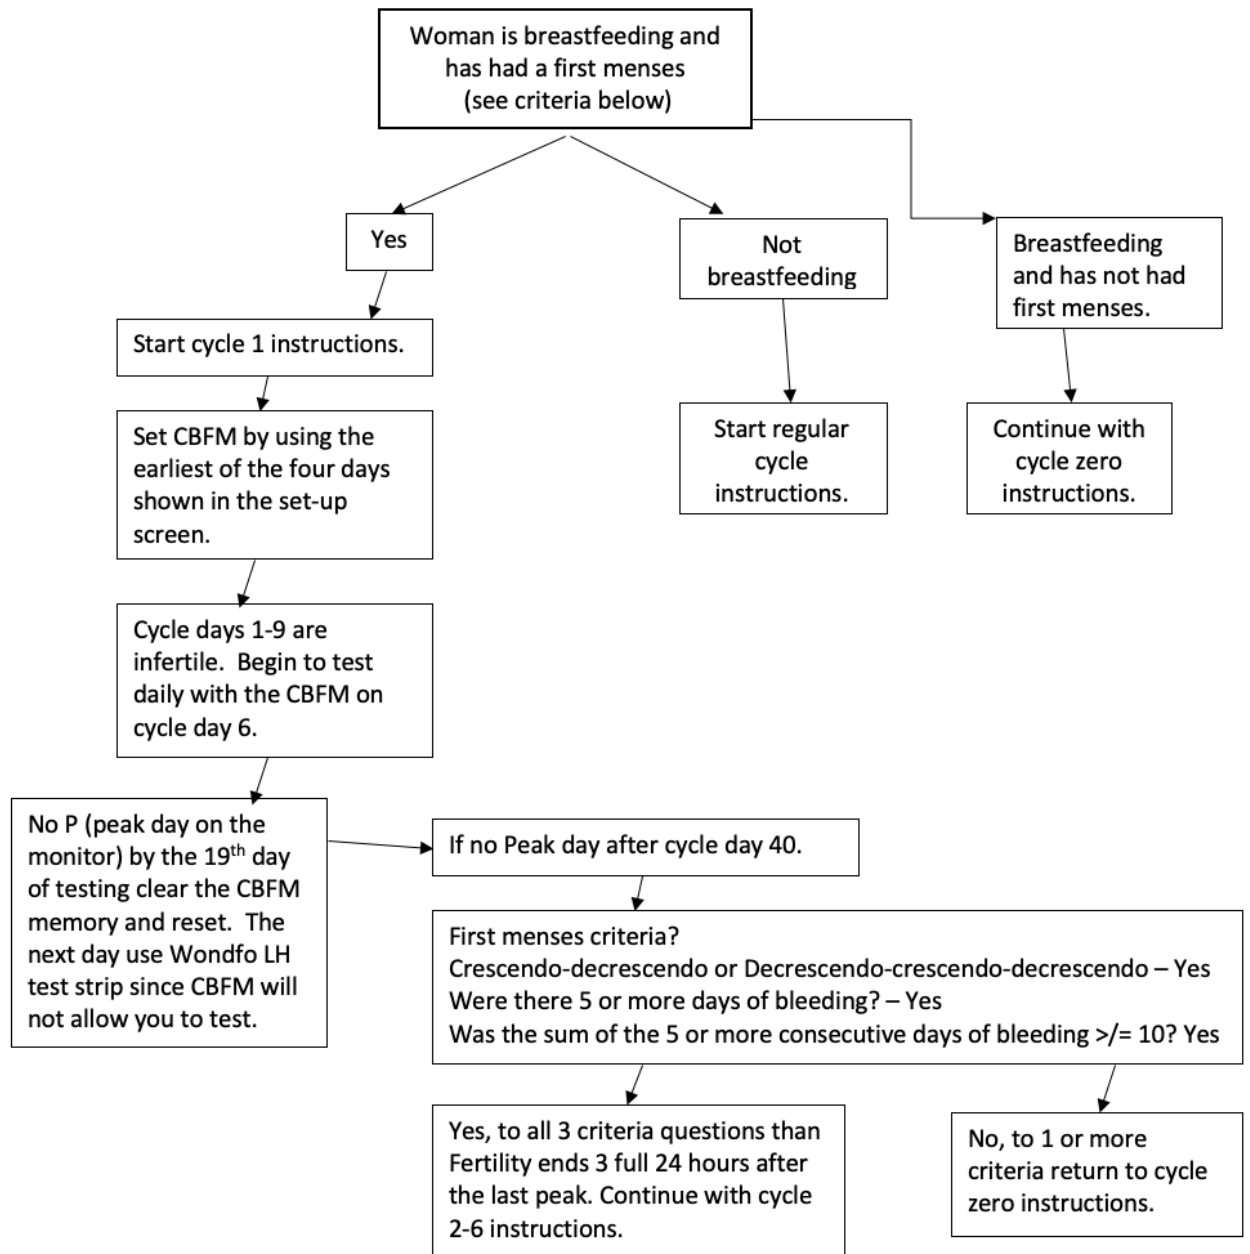 Woman is breastfeeding and
has had a first menses
(see criteria below)
Yes
Not
breastfeeding
Breastfeeding
and has not had
first menses.
Start cycle 1 instructions.
Start regular
cycle
instructions.
Continue with
cycle zero
instructions.
Set CBFM by using the
earliest of the four days
shown in the set-up
screen.
Cycle days 1-9 are
infertile.  Begin to test
daily with the CBFM on
cycle day 6.
No P (peak day on the
monitor) by the 19th day
of testing clear the CBFM
memory and reset.  The
next day use Wondfo LH
test strip since CBFM will
not allow you to test.
If no Peak day after cycle day 40.
First menses criteria?
Crescendo-decrescendo or Decrescendo-crescendo-decrescendo – Yes
Were there 5 or more days of bleeding? – Yes
Was the sum of the 5 or more consecutive days of bleeding >/= 10? Yes
Yes, to all 3 criteria questions than
Fertility ends 3 full 24 hours after
the last peak. Continue with cycle
2-6 instructions.
No, to 1 or more
criteria return to cycle
zero instructions.